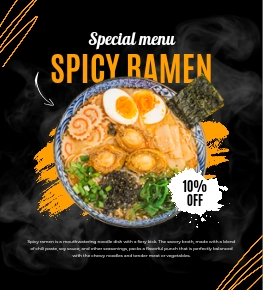 Special menu
SPICY RAMEN
10%
OFF
Spicy ramen is a mouthwatering noodle dish with a fiery kick. The savory broth, made with a blend
of chili paste, soy sauce, and other seasonings, packs a flavorful punch that is perfectly balanced
with the chewy noodles and tender meat or vegetables.